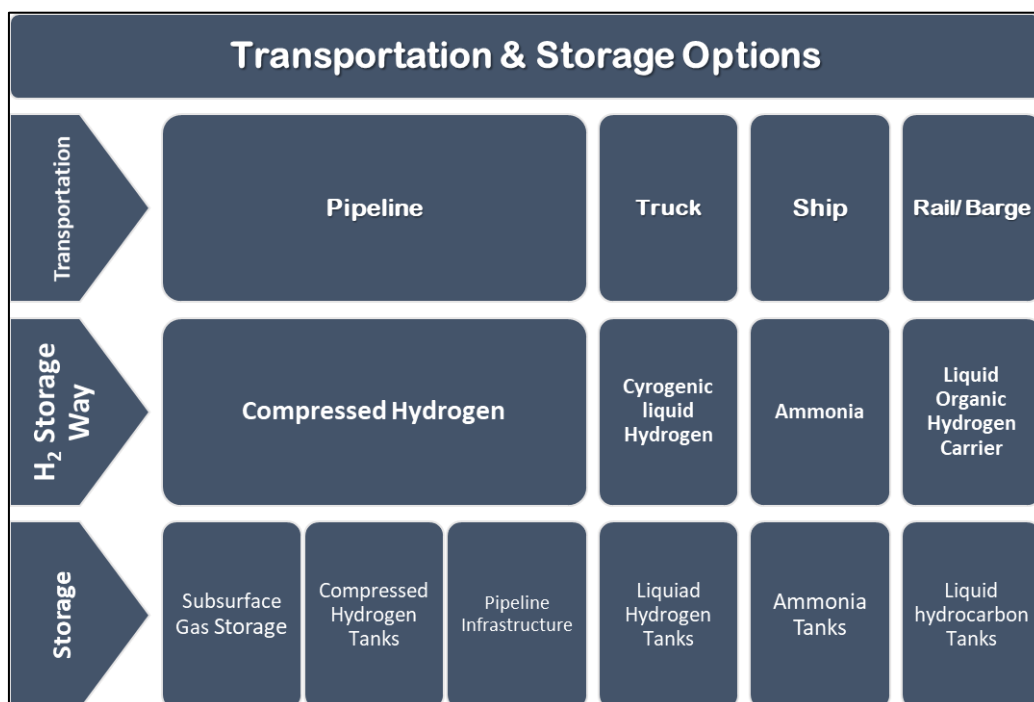 Transportation & Storage Options
Transportation
Pipeline
Truck
Ship
Rail/ Barge
H₂ Storage
Way
Compressed Hydrogen
Cyrogenic
liquid
Hydrogen
Ammonia
Liquid
Organic
Hydrogen
Carrier
Storage
Subsurface
Gas Storage
Compressed
Hydrogen
Tanks
Pipeline
Infrastructure
Liquiad
Hydrogen
Tanks
Ammonia
Tanks
Liquid
hydrocarbon
Tanks